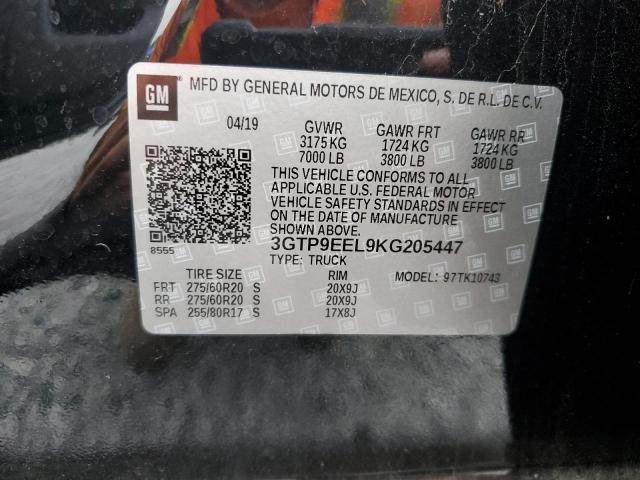 GM ® MFD BY GENERAL MOTORS DE MEXICO, S. DE R.L. DE C.V.
04/19 GVWR GAWR FRT GAWR RR
3175 KG 1724 KG 1724 KG
7000 LB 3800 LB 3800 LB
THIS VEHICLE CONFORMS TO ALL
APPLICABLE U.S. FEDERAL MOTOR
VEHICLE SAFETY STANDARDS IN EFFECT
ON THE DATE OF MANUFACTURE
SHOWN ABOVE.
3GTP9EEL9KG205447
8555 TYPE: TRUCK
TIRE SIZE RIM MODEL: 97TK10743
FRT 275/60R20 S 20X9J
RR 275/60R20 S 20X9J
SPA 255/80R17 S 17X8J